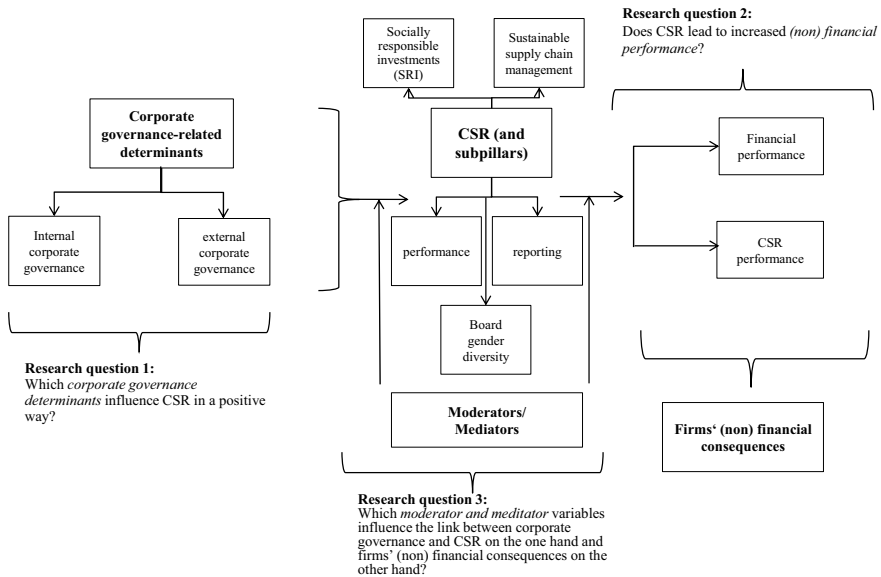 Research question 2:
Does CSR lead to increased (non) financial
performance?
Socially
responsible
investments
(SRI)
Sustainable
supply chain
management
Corporate
governance-related
determinants
CSR (and
subpillars)
Financial
performance
Internal
corporate
governance
external
corporate
governance
performance
reporting
CSR
performance
Board
gender
diversity
Research question 1:
Which corporate governance
determinants influence CSR in a positive
way?
Moderators/
Mediators
Firms‘ (non) financial
consequences
Research question 3:
Which moderator and meditator variables
influence the link between corporate
governance and CSR on the one hand and
firms’ (non) financial consequences on the
other hand?